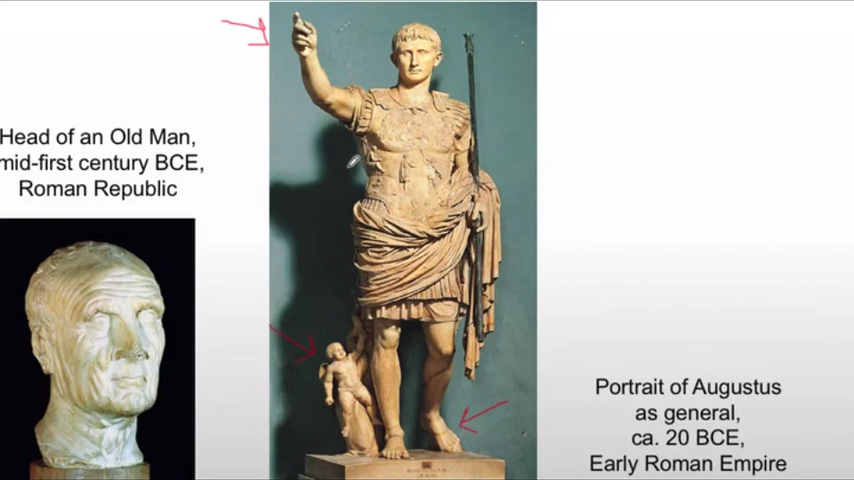 Head of an Old Man,
mid-first century BCE,
Roman Republic
Portrait of Augustus
as general,
ca. 20 BCE,
Early Roman Empire